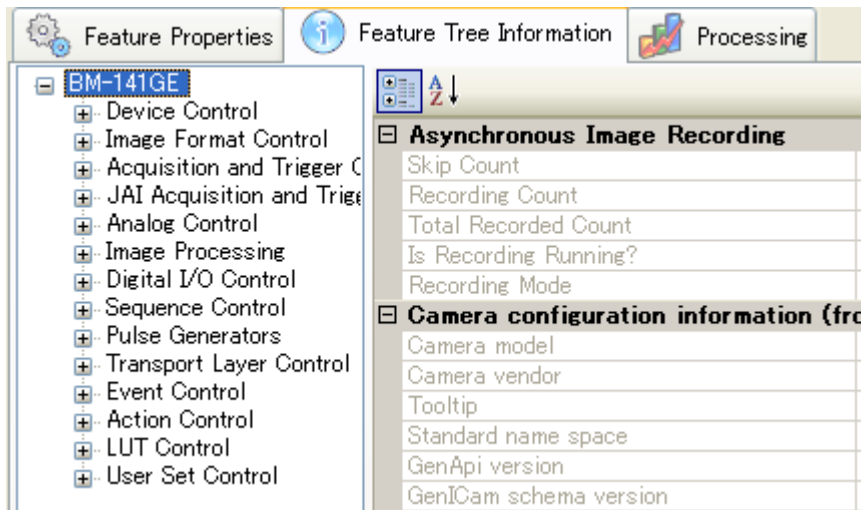 Feature Properties
Feature Tree Information
Processing
BM-141GE
Device Control
Image Format Control
Acquisition and Trigger C
JAI Acquisition and Trigg
Analog Control
Image Processing
Digital I/O Control
Sequence Control
Pulse Generators
Transport Layer Control
Event Control
Action Control
LUT Control
User Set Control
A
Z
Asynchronous Image Recording
Skip Count
Recording Count
Total Recorded Count
Is Recording Running?
Recording Mode
Camera configuration information (fro
Camera model
Camera vendor
Tooltip
Standard name space
GenApi version
GenICam schema version